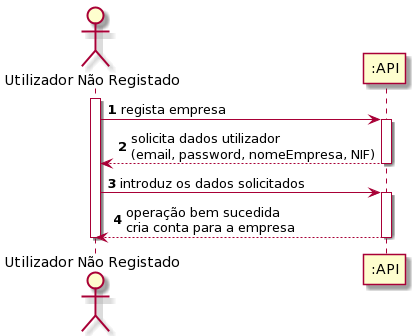 Utilizador Não Registado
:API
1 regista empresa
2 solicita dados utilizador
(email, password, nomeEmpresa, NIF)
3 introduz os dados solicitados
4 operação bem sucedida
cria conta para a empresa
Utilizador Não Registado
:API